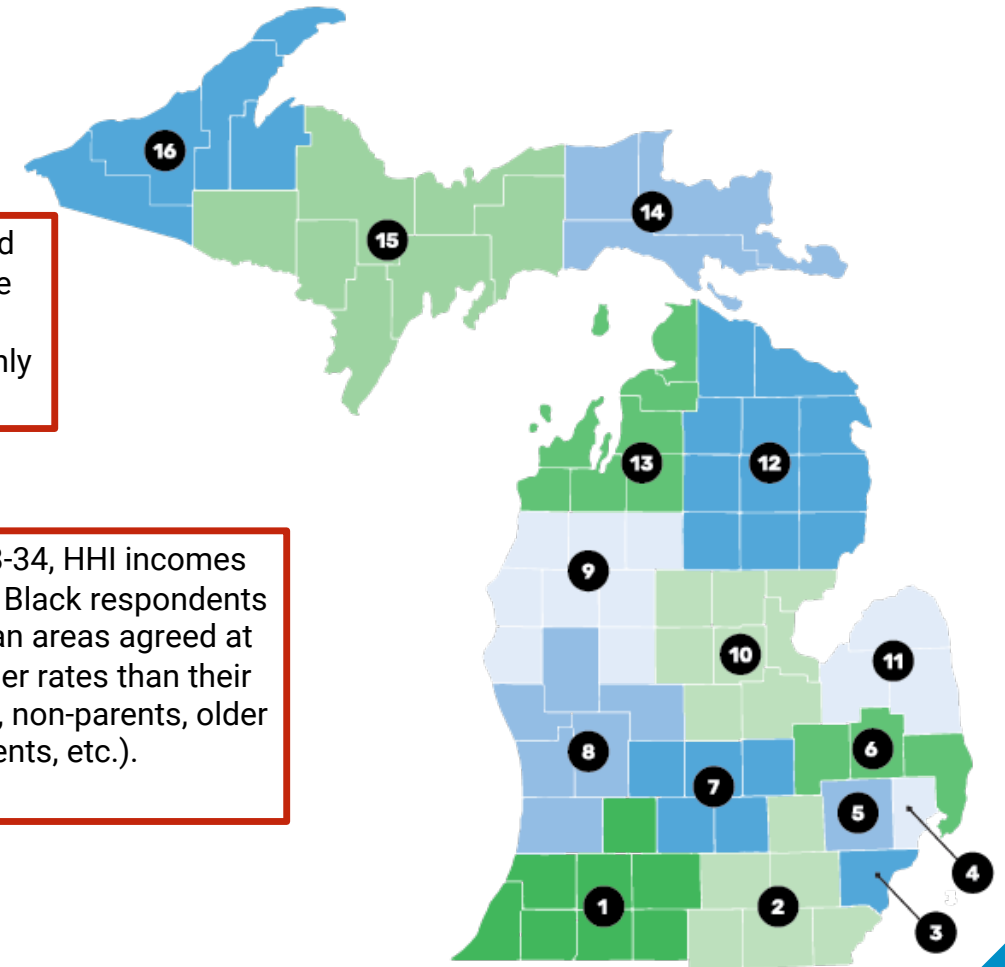 16
14
15
d
e
nly
13
12
3-34, HHI incomes
Black respondents
an areas agreed at
er rates than their
, non-parents, older
ents, etc.).
9
10
11
6
8
7
5
4
1
2
3